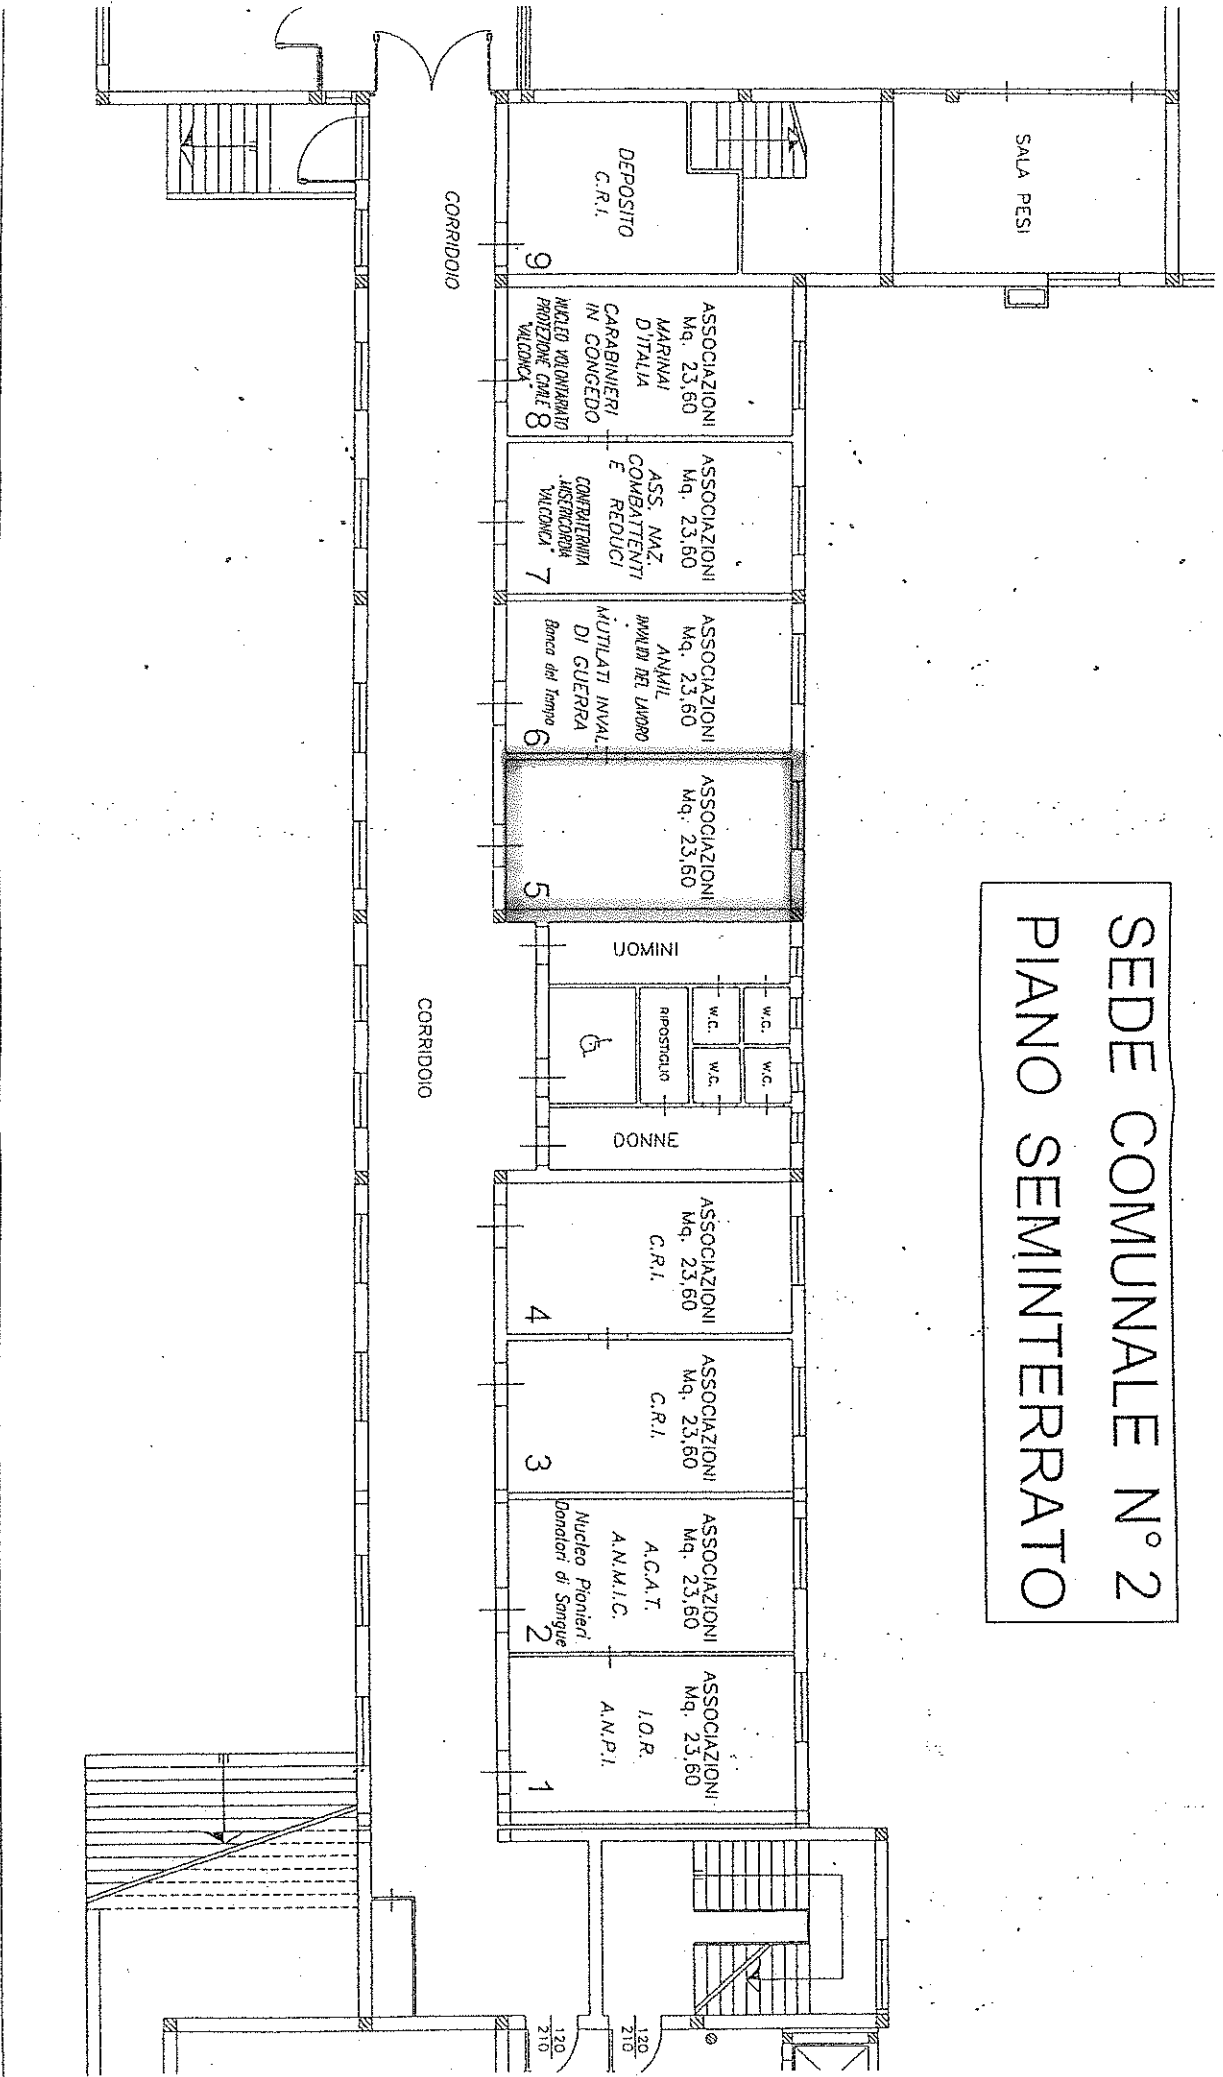 SEDE COMUNALE N° 2
PIANO SEMINTERRATO
SALA PESI
DEPOSITO
C.R.I.
9
CORRIDOIO
ASSOCIAZIONI
Mq. 23,60
MARINAI
D'ITALIA
CARABINIERI
IN CONGEDO
NUCLEO VOLONTARIATO
PROTEZIONE CIVILE
"VALCONCA"
8
ASSOCIAZIONI
Mq. 23,60
ASS. NAZ.
COMBATTENTI
E REDUCI
CONFRATERNITA
MISERICORDIA
"VALCONCA"
7
ASSOCIAZIONI
Mq. 23,60
ANMIL
INVALIDI DEL LAVORO
MUTILATI INVAL.
DI GUERRA
Banca del Tempo
6
ASSOCIAZIONI
Mq. 23,60
5
UOMINI
W.C.
W.C.
W.C.
W.C.
RIPOSTIGLIO
DONNE
CORRIDOIO
ASSOCIAZIONI
Mq. 23,60
C.R.I.
4
ASSOCIAZIONI
Mq. 23,60
C.R.I.
3
ASSOCIAZIONI
Mq. 23,60
A.C.A.T.
A.N.M.I.C.
Nucleo Pionieri
Donatori di Sangue
2
ASSOCIAZIONI
Mq. 23,60
I.O.R.
A.N.P.I.
1
120
210
120
210